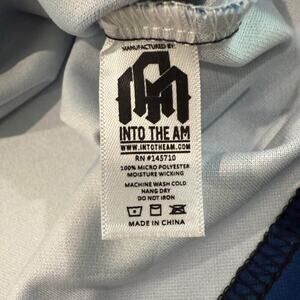 MANUFACTURED BY:
INTO THE AM
WWW.INTOTHEAM.COM
RN #145710
100% MICRO POLYESTER
MOISTURE WICKING
MACHINE WASH COLD
HANG DRY
DO NOT IRON
MADE IN CHINA